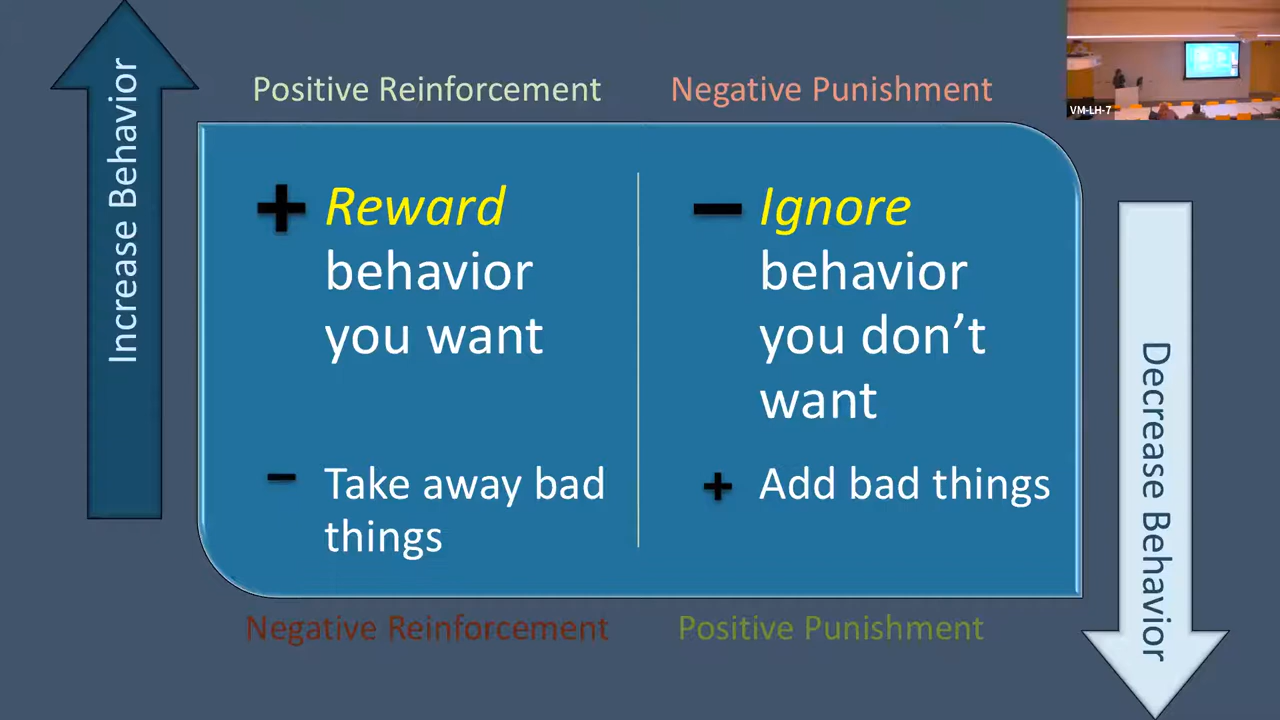 Increase Behavior
Positive Reinforcement
Negative Punishment
VM-LH-7
+ Reward
behavior
you want
− Ignore
behavior
you don’t
want
− Take away bad
things
+ Add bad things
Negative Reinforcement
Positive Punishment
Decrease Behavior